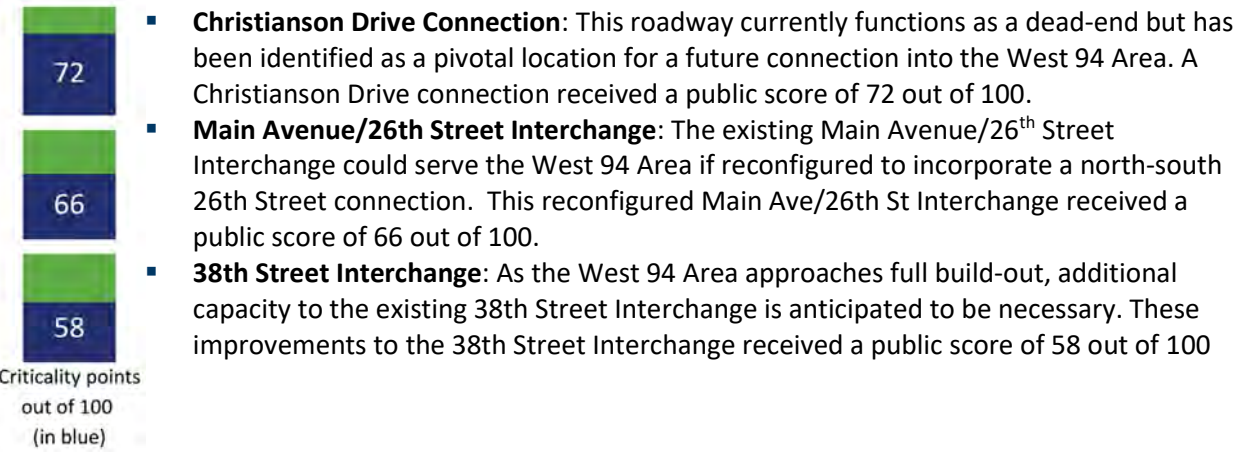 72
▪ Christianson Drive Connection: This roadway currently functions as a dead-end but has
been identified as a pivotal location for a future connection into the West 94 Area. A
Christianson Drive connection received a public score of 72 out of 100.
66
▪ Main Avenue/26th Street Interchange: The existing Main Avenue/26th Street
Interchange could serve the West 94 Area if reconfigured to incorporate a north-south
26th Street connection.  This reconfigured Main Ave/26th St Interchange received a
public score of 66 out of 100.
58
▪ 38th Street Interchange: As the West 94 Area approaches full build-out, additional
capacity to the existing 38th Street Interchange is anticipated to be necessary. These
improvements to the 38th Street Interchange received a public score of 58 out of 100
Criticality points
out of 100
(in blue)